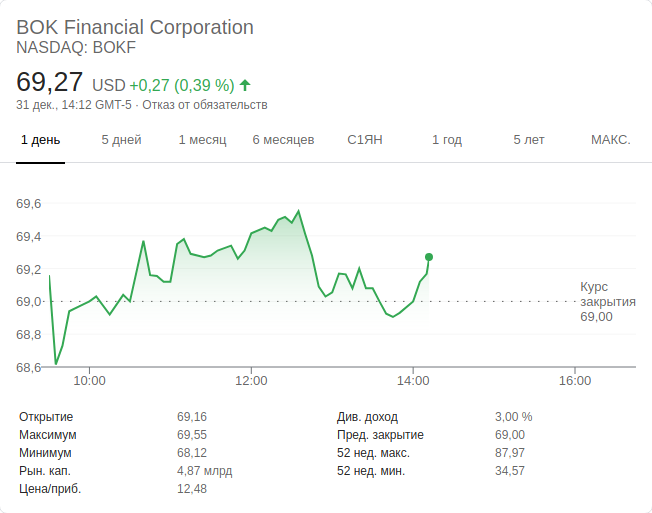 BOK Financial Corporation
NASDAQ: BOKF
69,27 USD +0,27 (0,39 %)
31 дек., 14:12 GMT-5 · Отказ от обязательств
1 день 5 дней 1 месяц 6 месяцев С1ЯН 1 год 5 лет МАКС.
69,6
69,4
69,2
69,0
68,8
68,6
Курс
закрытия
69,00
10:00 12:00 14:00 16:00
Открытие 69,16 Див. доход 3,00 %
Максимум 69,55 Пред. закрытие 69,00
Минимум 68,12 52 нед. макс. 87,97
Рын. кап. 4,87 млрд 52 нед. мин. 34,57
Цена/приб. 12,48